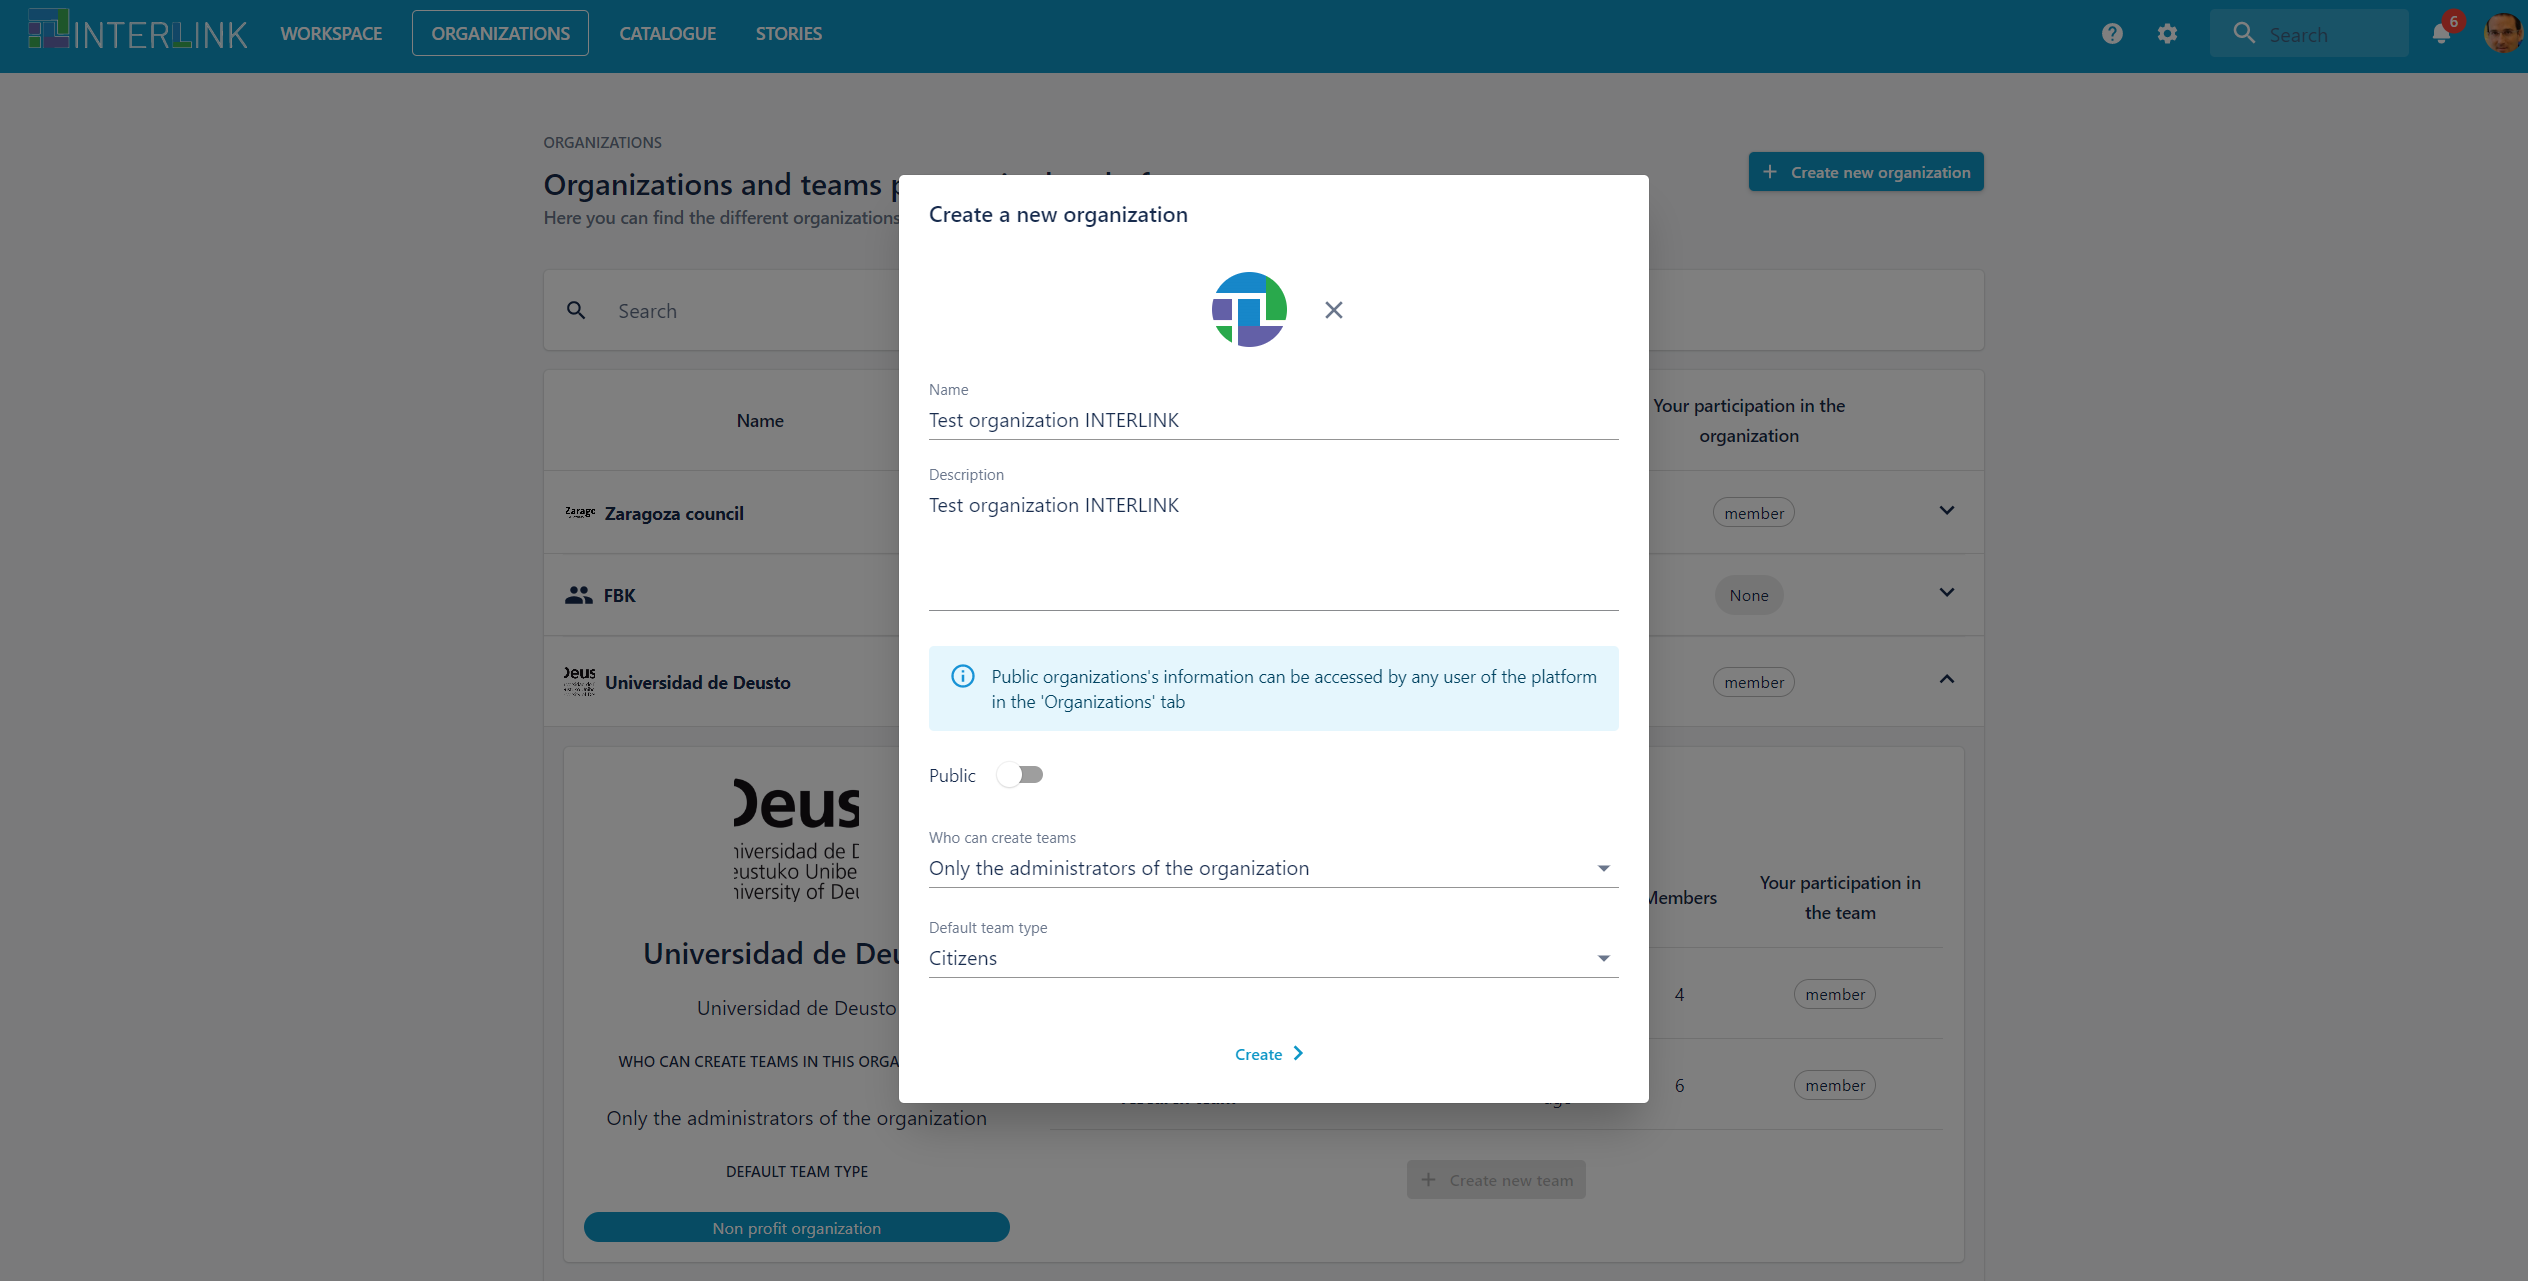 INTERLINK
WORKSPACE
ORGANIZATIONS
CATALOGUE
STORIES
Search
6
ORGANIZATIONS
Organizations and teams
Here you can find the different organizations
Create new organization
Search
Name
Your participation in the
organization
Zarago
Zaragoza council
member
FBK
None
Deus
Universidad de Deusto
member
Deus
niversidad de D
eustuko Unibe
niversity of Deu
Universidad de Deu
Universidad de Deusto
WHO CAN CREATE TEAMS IN THIS ORGA
Only the administrators of the organization
DEFAULT TEAM TYPE
Non profit organization
Members
Your participation in
the team
4
member
6
member
Create new team
Create a new organization
Name
Test organization INTERLINK
Description
Test organization INTERLINK
Public organizations's information can be accessed by any user of the platform
in the 'Organizations' tab
Public
Who can create teams
Only the administrators of the organization
Default team type
Citizens
Create